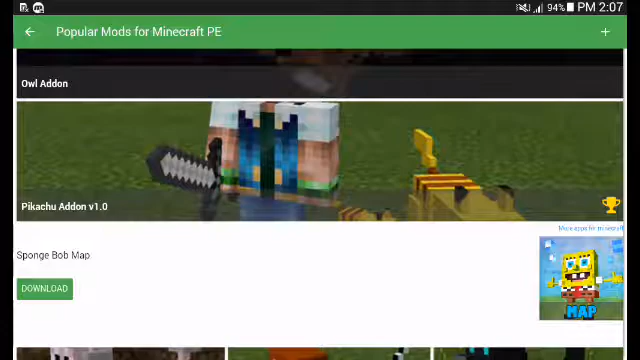 94% PM 2:07
Popular Mods for Minecraft PE
Owl Addon
Pikachu Addon v1.0
More apps for minecraft
Sponge Bob Map
DOWNLOAD
MAP